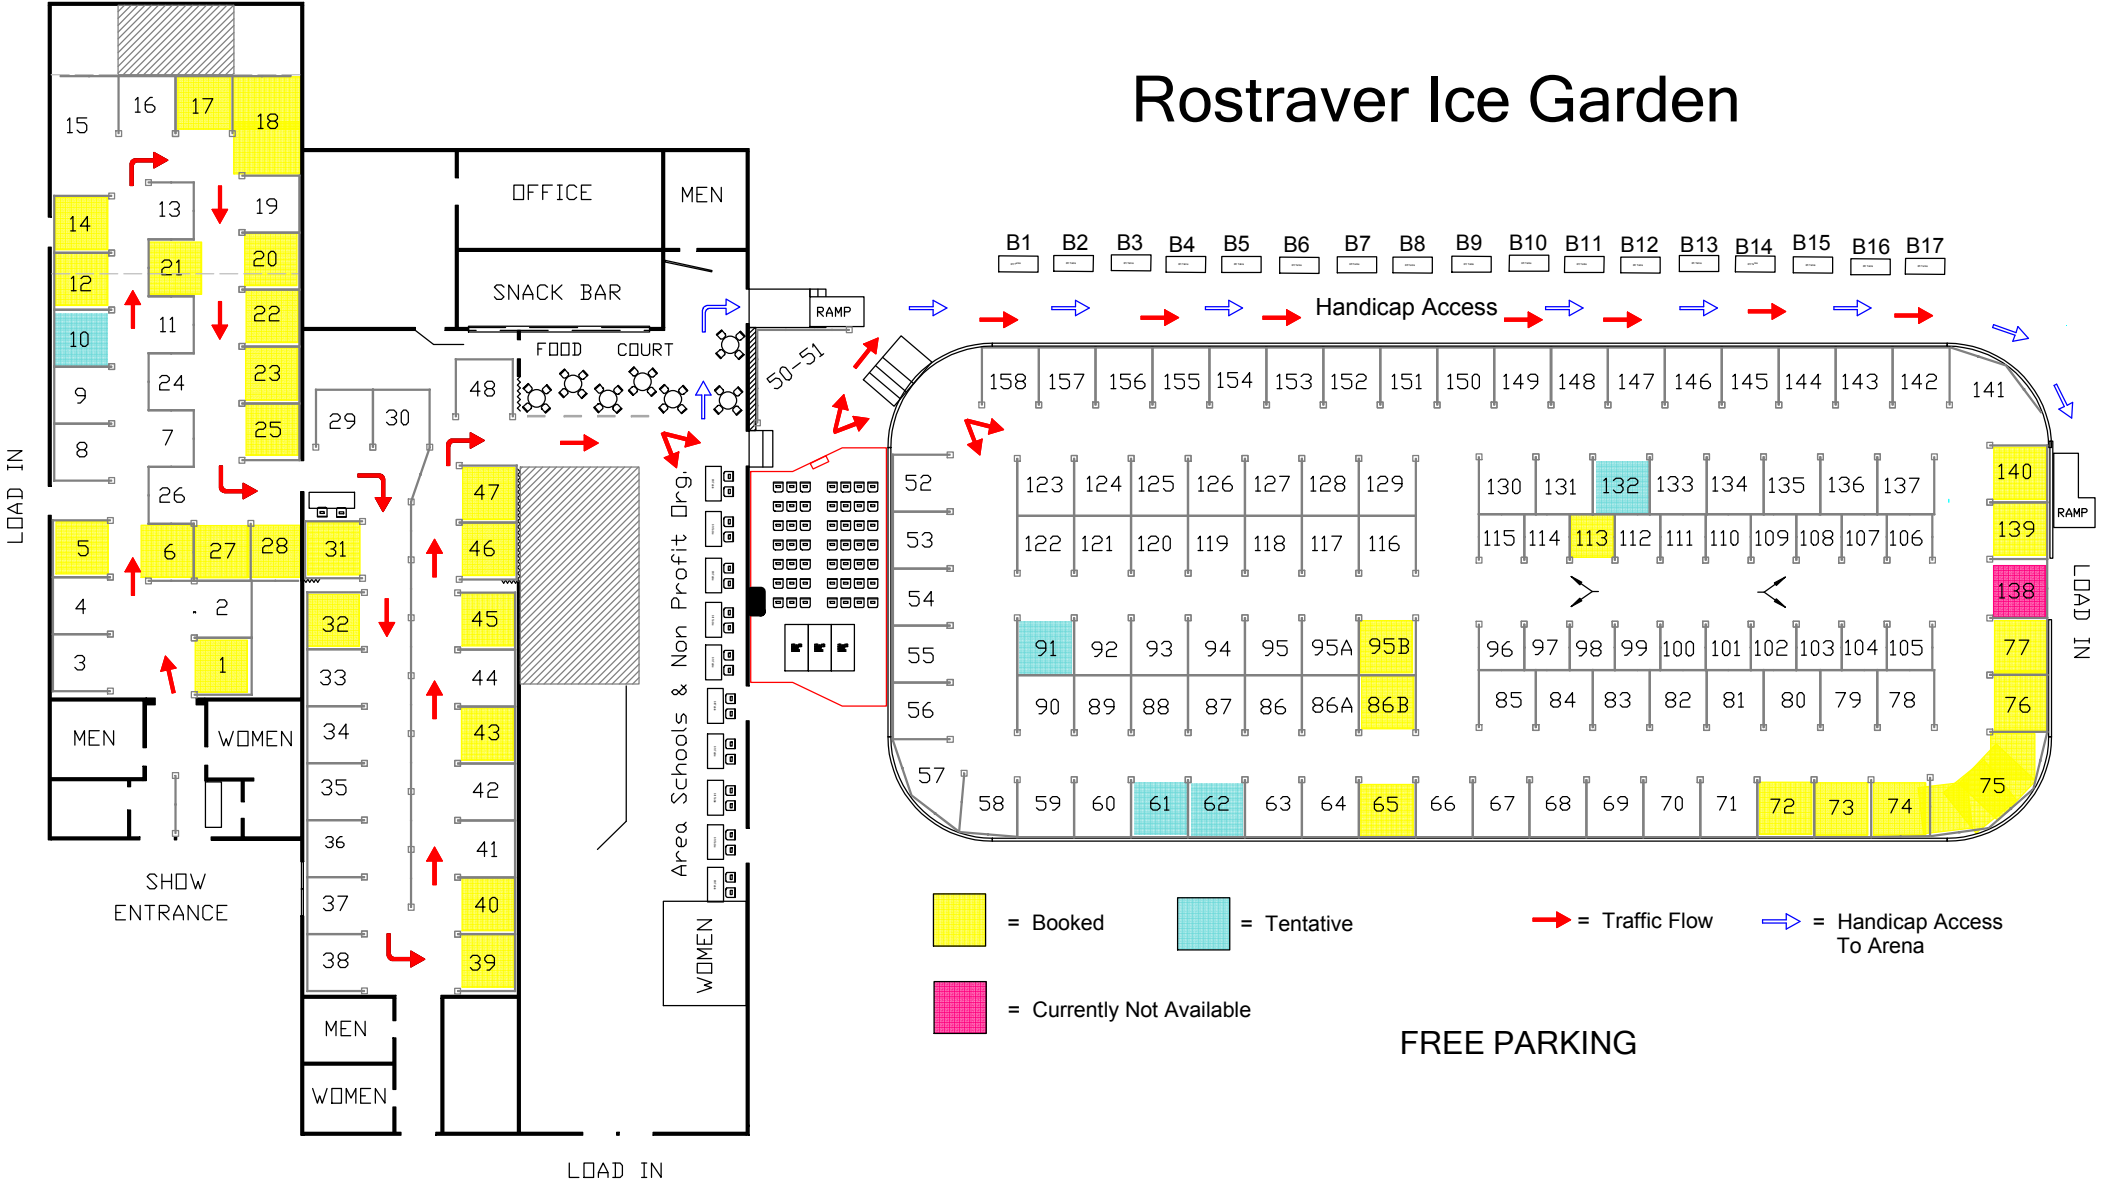 Rostraver Ice Garden
15
16
17
18
14
13
19
12
21
20
10
11
22
9
24
23
8
7
25
26
5
6
27
28
4
2
3
1
LOAD IN
MEN
WOMEN
SHOW
ENTRANCE
OFFICE
MEN
SNACK BAR
FOOD COURT
RAMP
50-51
29
30
48
31
47
32
46
33
45
34
44
35
43
36
42
37
41
38
40
39
MEN
WOMEN
Area Schools & Non Profit Org.
WOMEN
LOAD IN
B1 B2 B3 B4 B5 B6 B7 B8 B9 B10 B11 B12 B13 B14 B15 B16 B17
Handicap Access
158 157 156 155 154 153 152 151 150 149 148 147 146 145 144 143 142 141
52
53
54
55
56
57
123 124 125 126 127 128 129
122 121 120 119 118 117 116
130 131 132 133 134 135 136 137
115 114 113 112 111 110 109 108 107 106
91 92 93 94 95 95A 95B
90 89 88 87 86 86A 86B
96 97 98 99 100 101 102 103 104 105
85 84 83 82 81 80 79 78
140
139
138
77
76
75
RAMP
LOAD IN
58 59 60 61 62 63 64 65 66 67 68 69 70 71 72 73 74
= Booked
= Tentative
= Traffic Flow
= Handicap Access
To Arena
= Currently Not Available
FREE PARKING